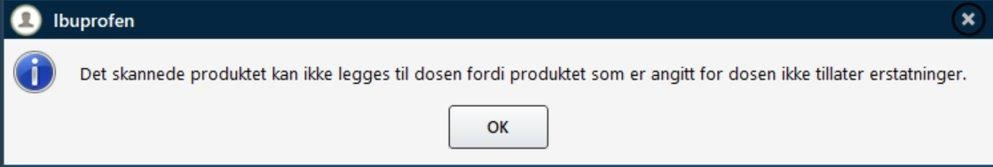 Ibuprofen
Det skannede produktet kan ikke legges til dosen fordi produktet som er angitt for dosen ikke tillater erstatninger.
OK